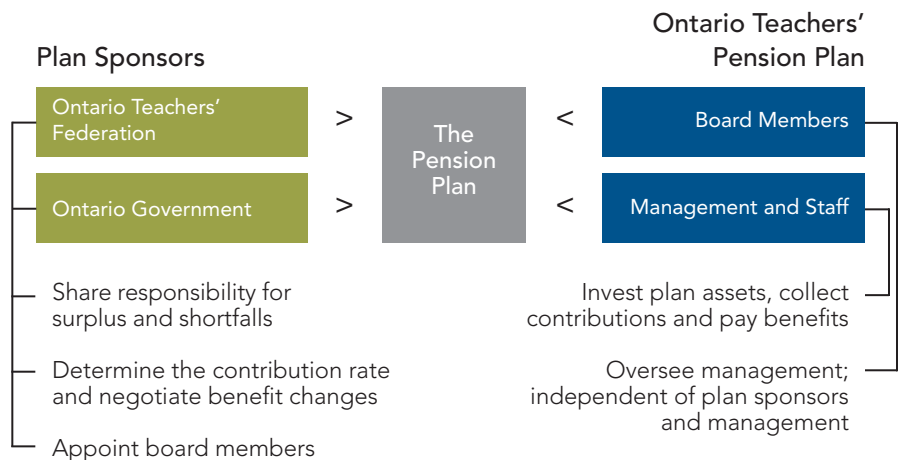 Plan Sponsors
Ontario Teachers’
Federation
Ontario Government
Share responsibility for
surplus and shortfalls
Determine the contribution rate
and negotiate benefit changes
Appoint board members
>
>
The
Pension
Plan
<
<
Ontario Teachers’
Pension Plan
Board Members
Management and Staff
Invest plan assets, collect
contributions and pay benefits
Oversee management;
independent of plan sponsors
and management